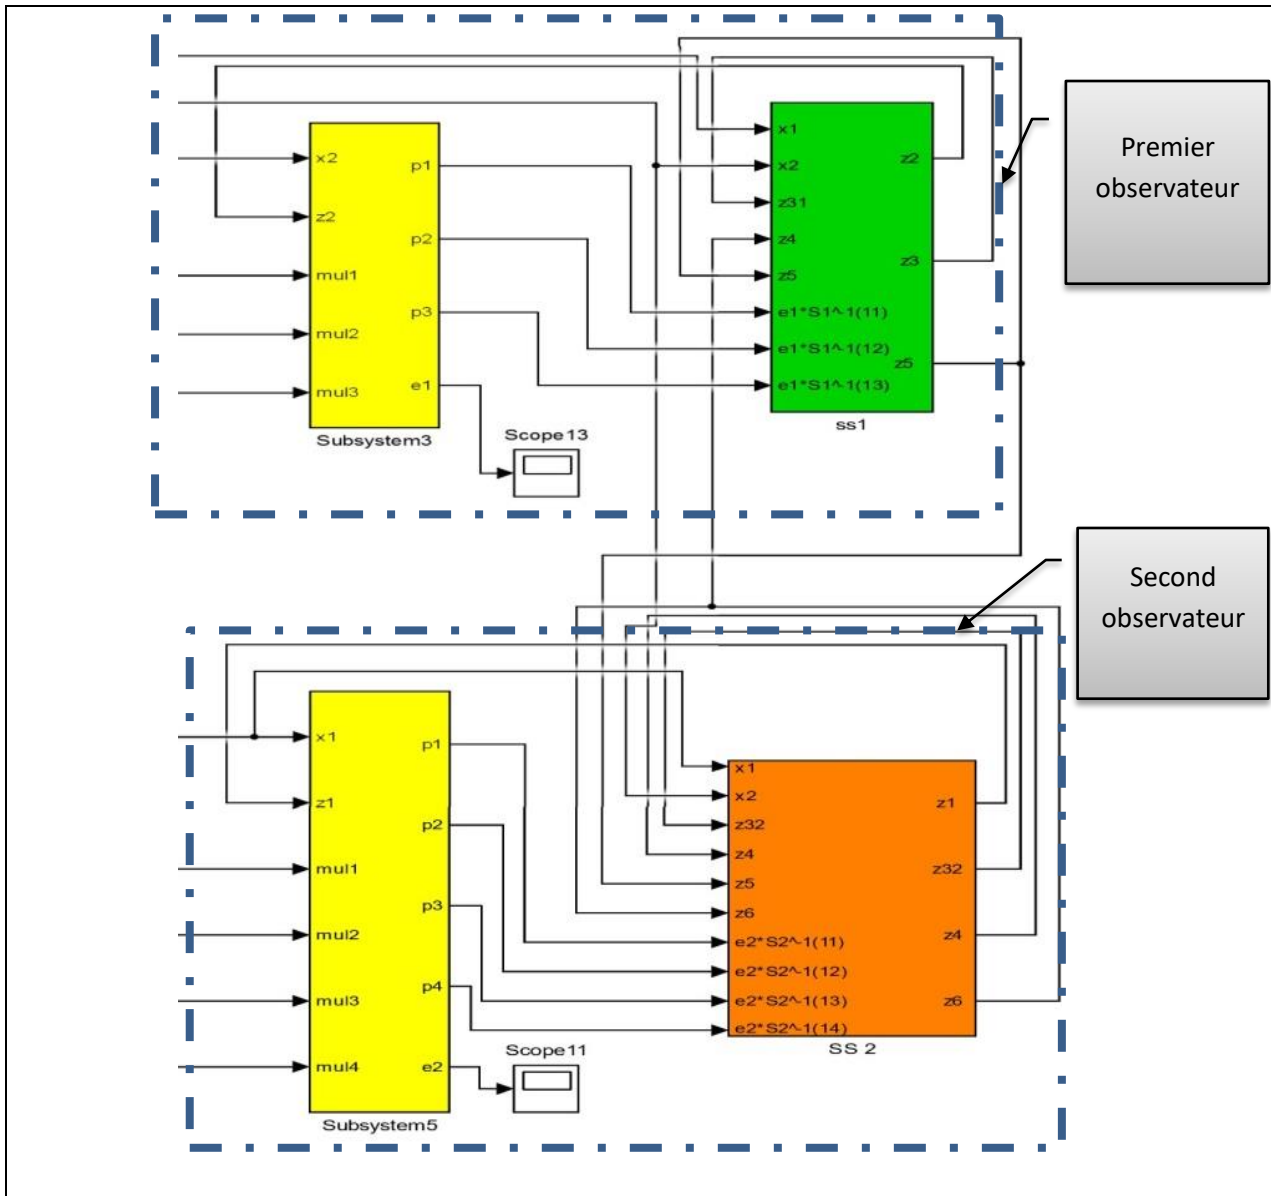 x2
z2
mul1
mul2
mul3
p1
p2
p3
e1
Subsystem3
Scope13
x1
x2
z31
z4
z5
e1*S1^-1(11)
e1*S1^-1(12)
e1*S1^-1(13)
z2
z3
z5
ss1
Premier
observateur
Second
observateur
x1
z1
mul1
mul2
mul3
mul4
p1
p2
p3
p4
e2
Subsystem5
Scope11
x1
x2
z32
z4
z5
z6
e2*S2^-1(11)
e2*S2^-1(12)
e2*S2^-1(13)
e2*S2^-1(14)
z1
z32
z4
z6
SS 2